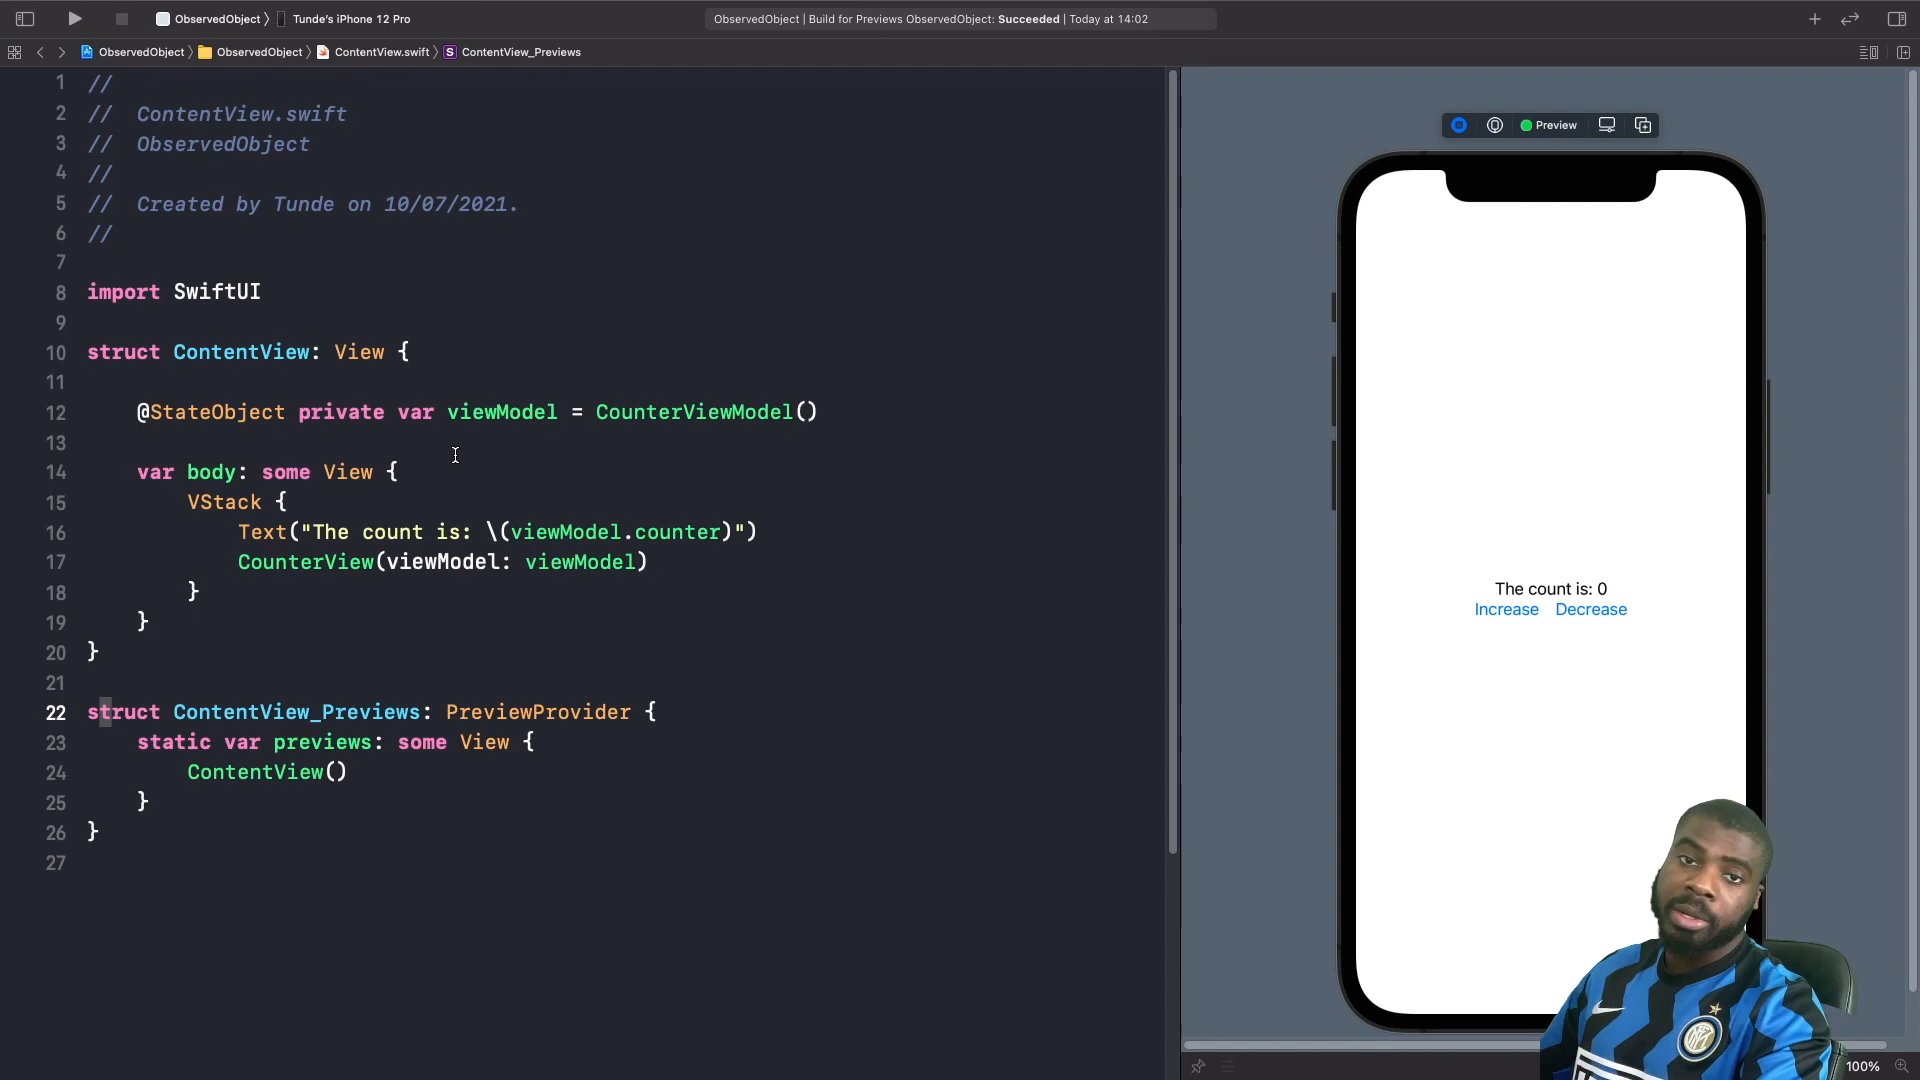 ObservedObject Tunde's iPhone 12 Pro
ObservedObject | Build for Previews ObservedObject: Succeeded | Today at 14:02
ObservedObject ObservedObject ContentView.swift S ContentView_Previews
1 //
2 //  ContentView.swift
3 //  ObservedObject
4 //
5 //  Created by Tunde on 10/07/2021.
6 //
7
8 import SwiftUI
9
10 struct ContentView: View {
11
12     @StateObject private var viewModel = CounterViewModel()
13
14     var body: some View {
15         VStack {
16             Text("The count is: \(viewModel.counter)")
17             CounterView(viewModel: viewModel)
18         }
19     }
20 }
21
22 struct ContentView_Previews: PreviewProvider {
23     static var previews: some View {
24         ContentView()
25     }
26 }
27
Preview
The count is: 0
Increase Decrease
100%